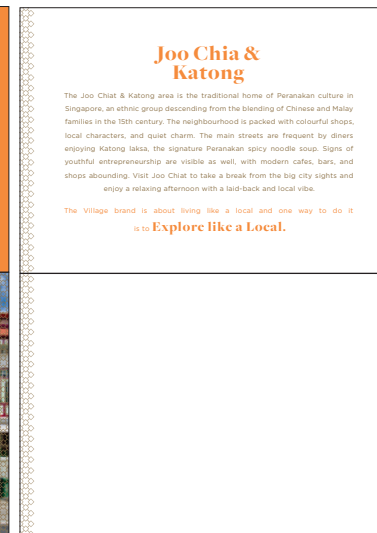 Joo Chia &
Katong
The Joo Chiat & Katong area is the traditional home of Peranakan culture in
Singapore, an ethnic group descending from the blending of Chinese and Malay
families in the 15th century. The neighbourhood is packed with colourful shops,
local characters, and quiet charm. The main streets are frequent by diners
enjoying Katong laksa, the signature Peranakan spicy noodle soup. Signs of
youthful entrepreneurship are visible as well, with modern cafes, bars, and
shops abounding. Visit Joo Chiat to take a break from the big city sights and
enjoy a relaxing afternoon with a laid-back and local vibe.
The Village brand is about living like a local and one way to do it
is to Explore like a Local.